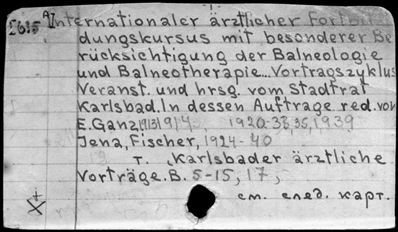 2615 Internationaler ärztlicher Fortbil
dungskursus mit besonderer Be
rücksichtigung der Balneologie
und Balneotherapie... Vortragszyklus
Veranst. und hrsg. vom Stadtrat
Karlsbad. In dessen Auftrage red. von
E. Ganz, 1920-33, 35, 1939
Jena, Fischer, 1924-40
т. Karlsbader ärztliche
Vorträge. B. 5-15, 17,
см. след. карт.